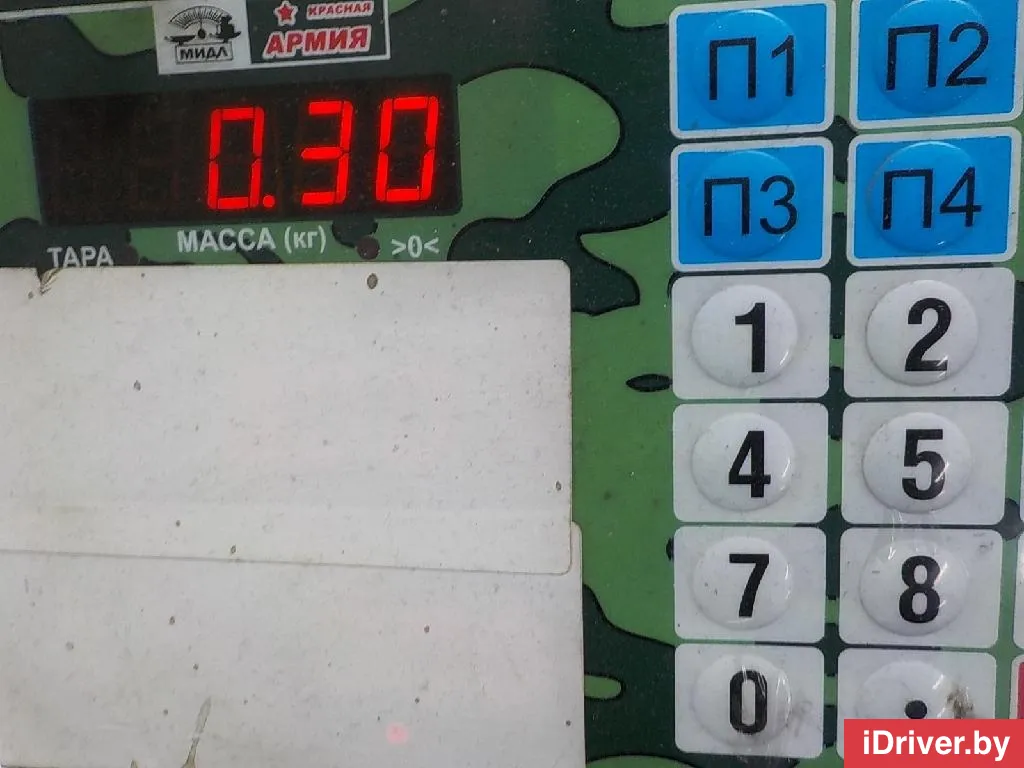 МИДЛ
КРАСНАЯ
АРМИЯ
0.30
ТАРА
МАССА (кг)
>0<
П1 П2
П3 П4
1 2
4 5
7 8
0 .
iDriver.by